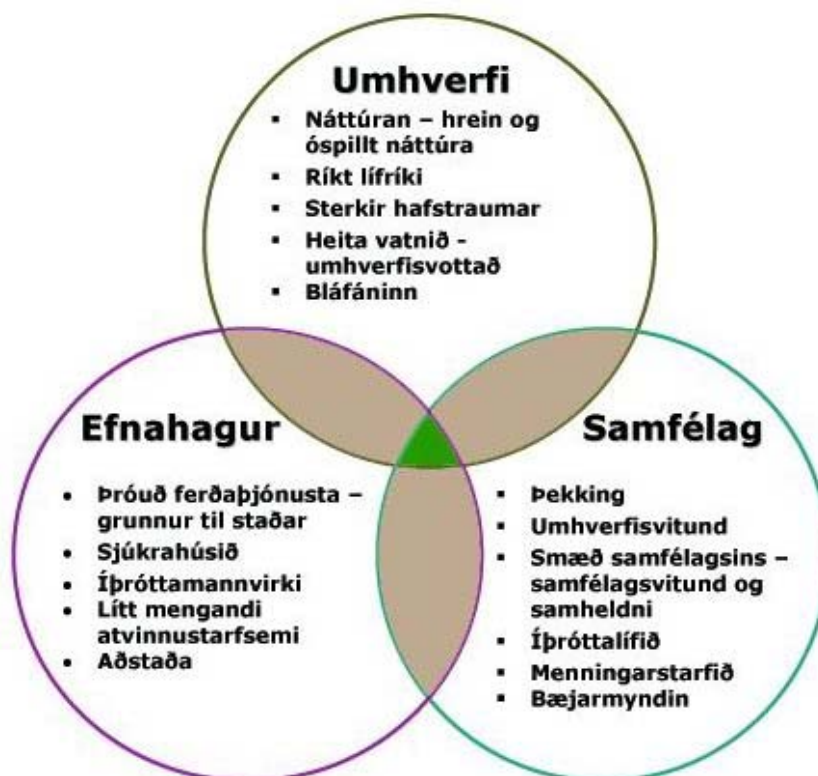 Umhverfi
▪ Náttúran – hrein og
óspillt náttúra
▪ Ríkt lífríki
▪ Sterkir hafstraumar
▪ Heita vatnið -
umhverfisvottað
▪ Bláfáninn
Efnahagur
• Þróuð ferðaþjónusta –
grunnur til staðar
• Sjúkrahúsið
• Íþróttamannvirki
• Lítt mengandi
atvinnustarfsemi
• Aðstaða
Samfélag
▪ Þekking
▪ Umhverfisvitund
▪ Smæð samfélagsins –
samfélagsvitund og
samheldni
▪ Íþróttalífið
▪ Menningarstarfið
▪ Bæjarmyndin